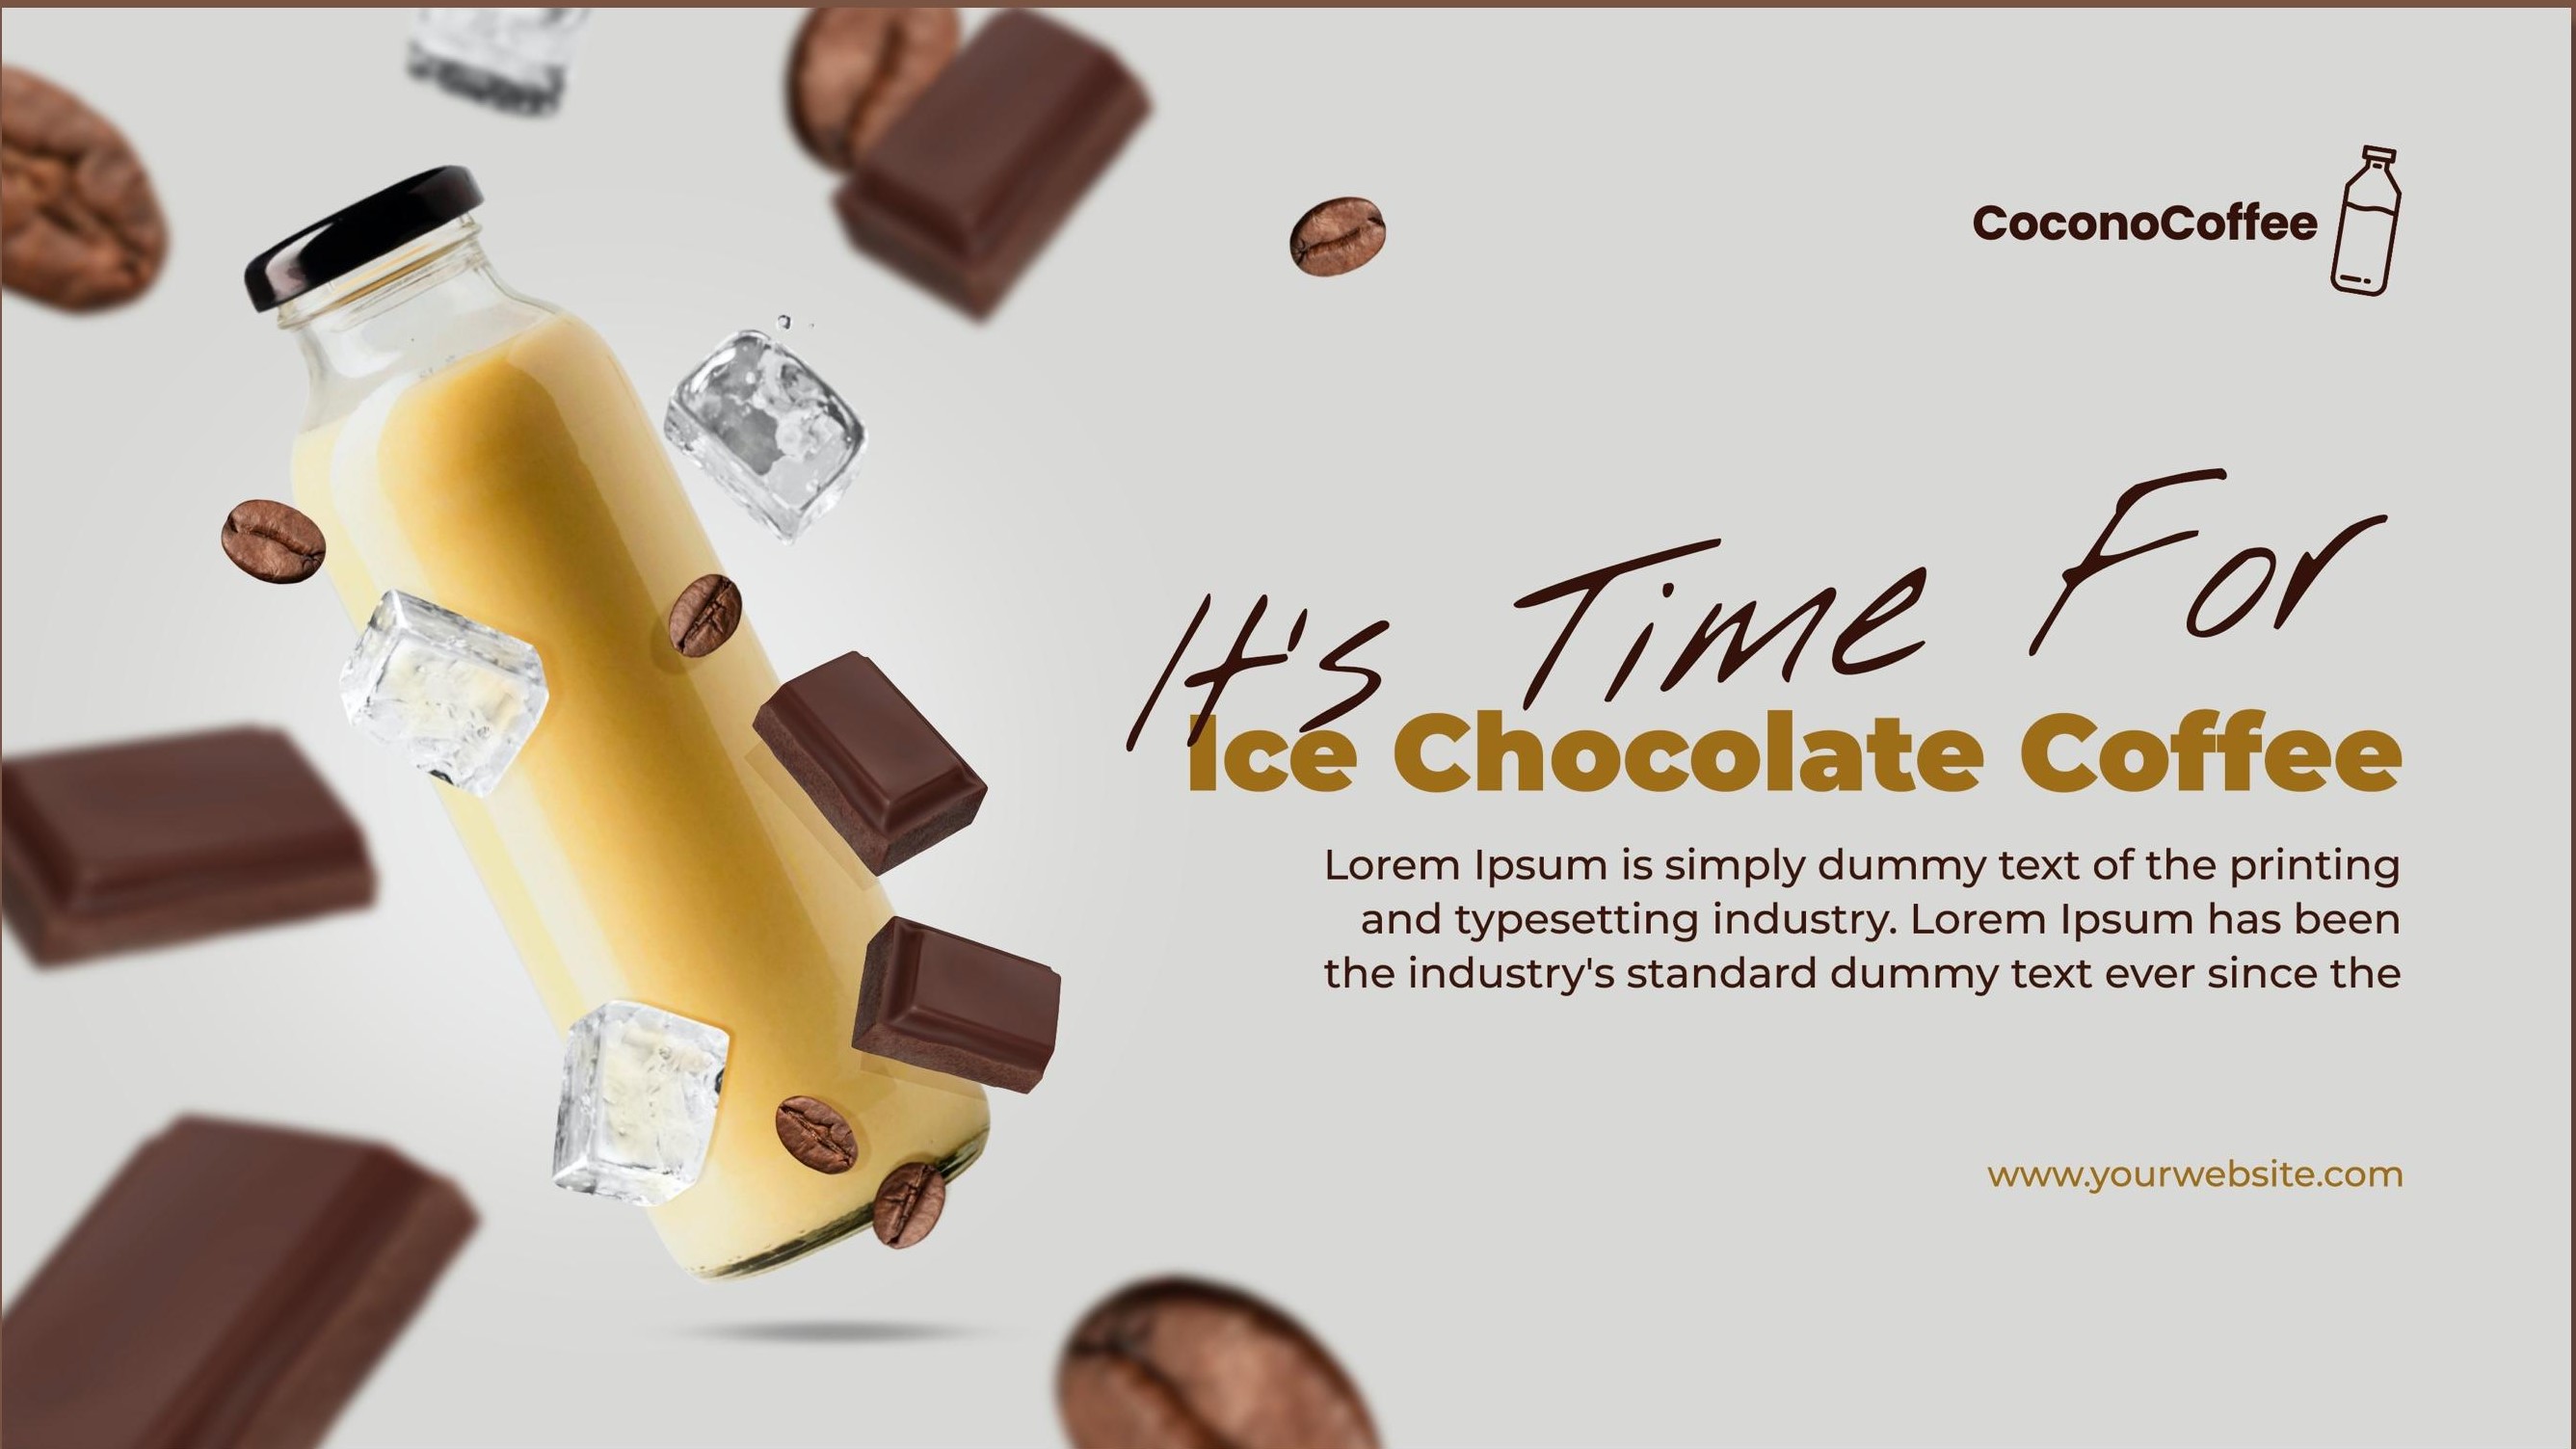 CoconoCoffee
It's Time For
Ice Chocolate Coffee
Lorem Ipsum is simply dummy text of the printing
and typesetting industry. Lorem Ipsum has been
the industry's standard dummy text ever since the
www.yourwebsite.com